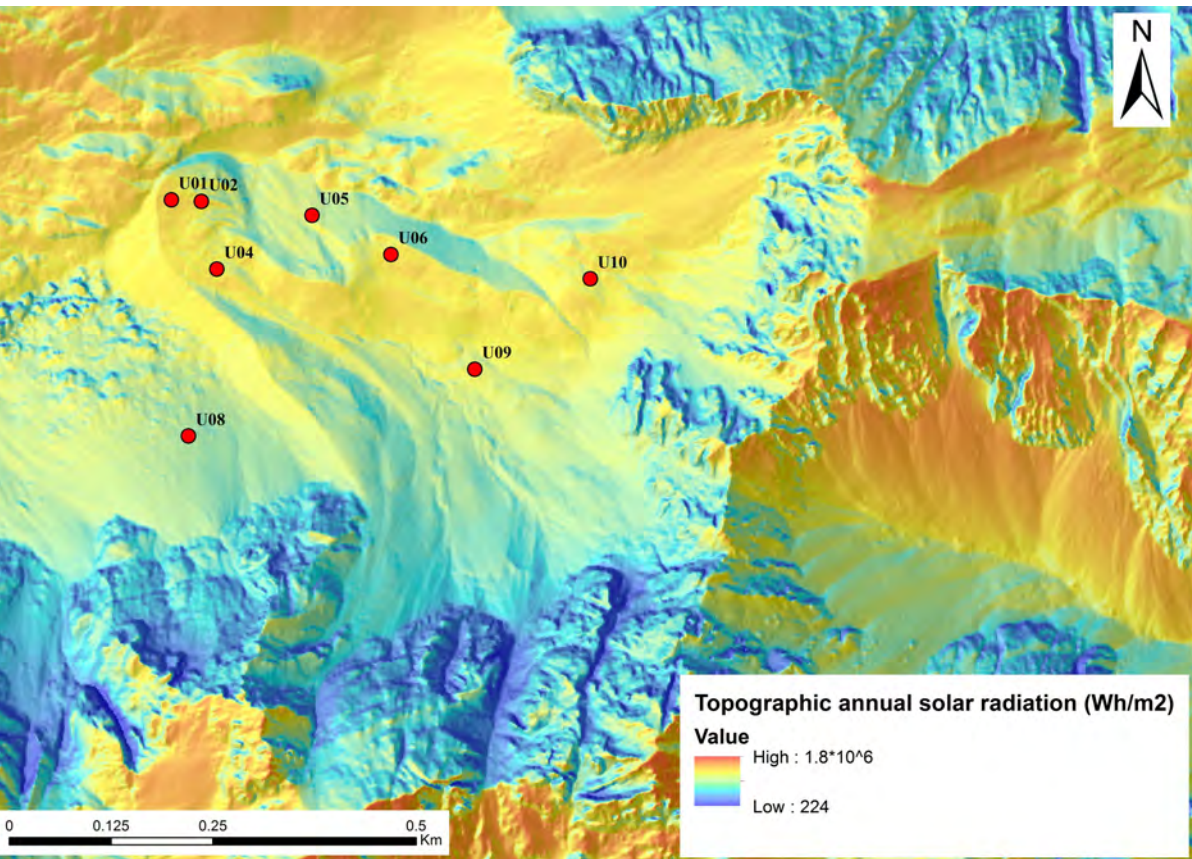 N
U01
U02
U05
U06
U04
U10
U09
U08
Topographic annual solar radiation (Wh/m2)
Value
High : 1.8*10^6
Low : 224
0 0.125 0.25 0.5
Km